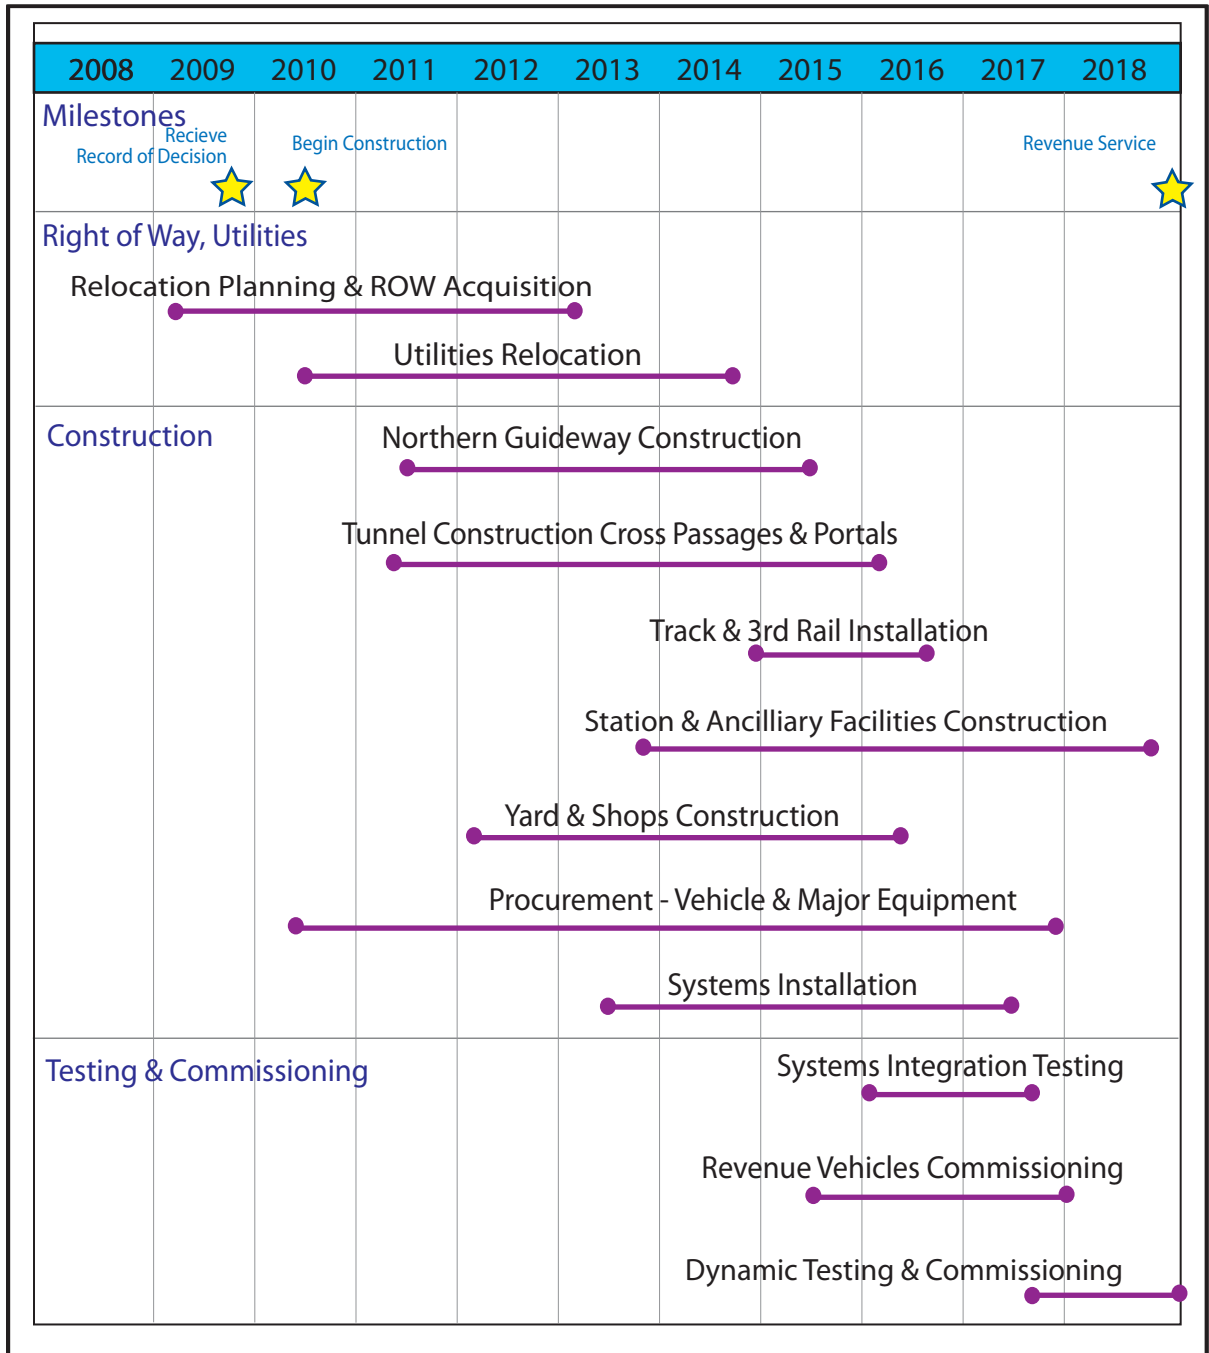 2008 2009 2010 2011 2012 2013 2014 2015 2016 2017 2018
Milestones
Recieve
Record of Decision
Begin Construction
Revenue Service
Right of Way, Utilities
Relocation Planning & ROW Acquisition
Utilities Relocation
Construction
Northern Guideway Construction
Tunnel Construction Cross Passages & Portals
Track & 3rd Rail Installation
Station & Ancilliary Facilities Construction
Yard & Shops Construction
Procurement - Vehicle & Major Equipment
Systems Installation
Testing & Commissioning
Systems Integration Testing
Revenue Vehicles Commissioning
Dynamic Testing & Commissioning